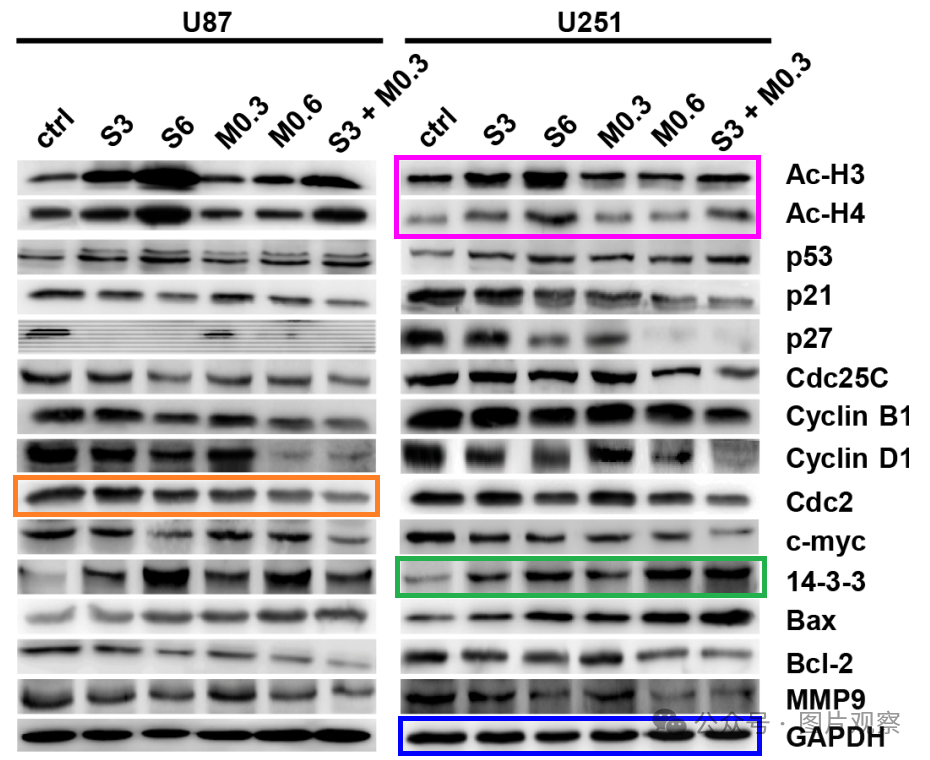 U87
U251
ctrl
S3
S6
M0.3
M0.6
S3 + M0.3
ctrl
S3
S6
M0.3
M0.6
S3 + M0.3
Ac-H3
Ac-H4
p53
p21
p27
Cdc25C
Cyclin B1
Cyclin D1
Cdc2
c-myc
14-3-3
Bax
Bcl-2
MMP9
公众号 · 图片观察
GAPDH